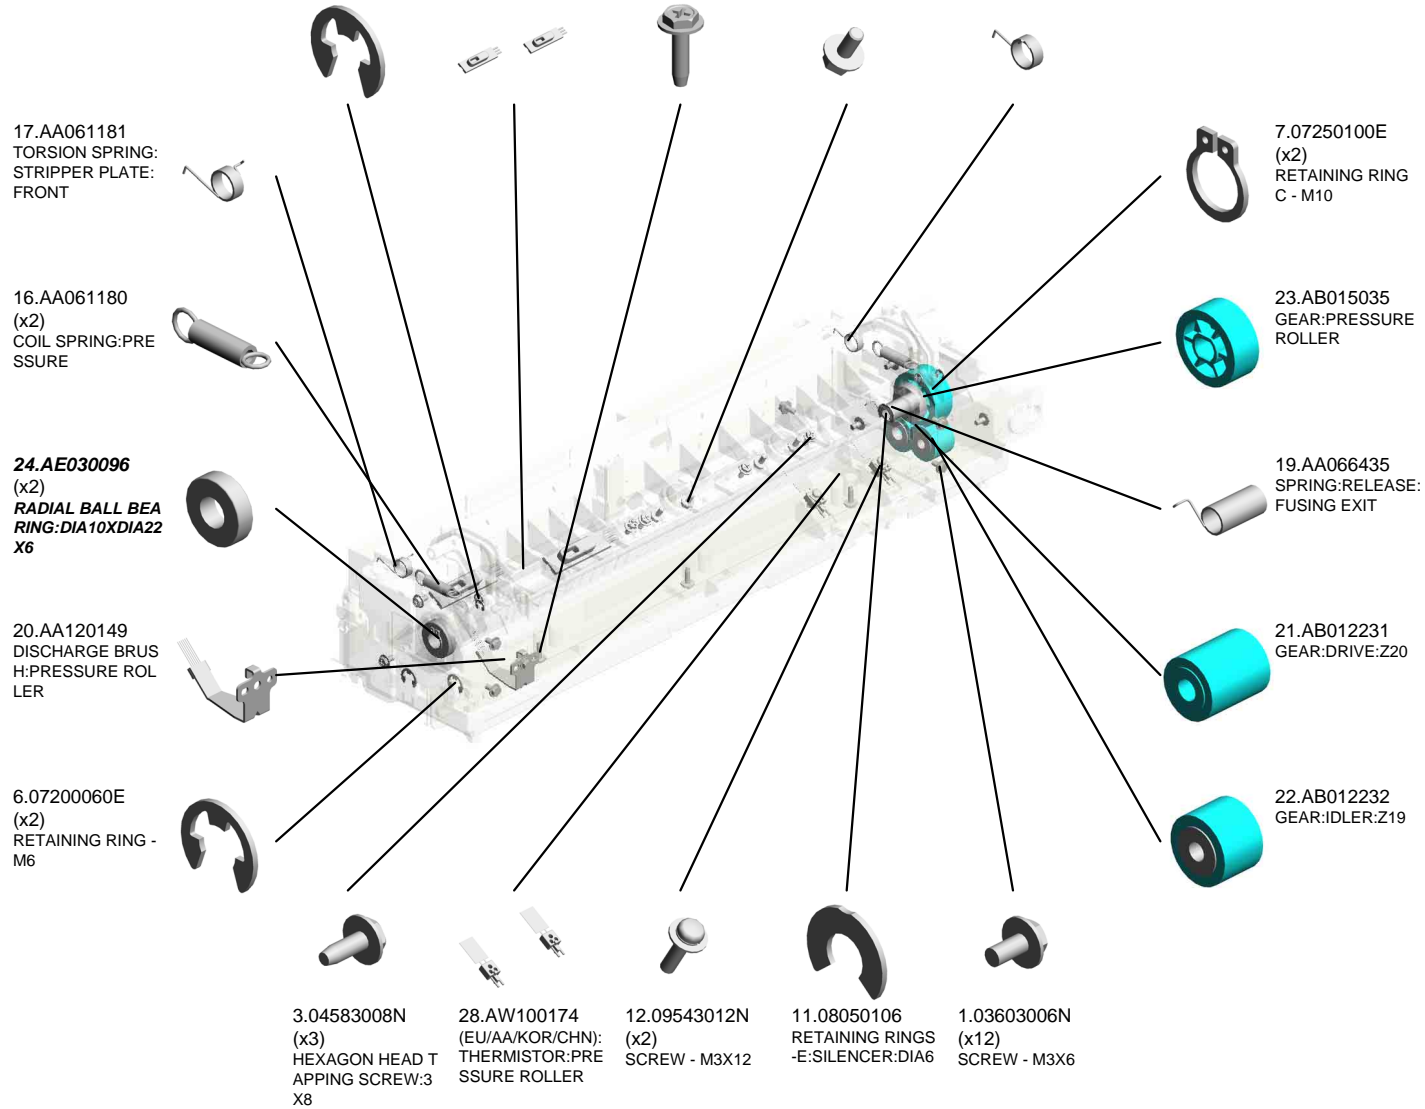 17.AA061181
TORSION SPRING:
STRIPPER PLATE:
FRONT
16.AA061180
(x2)
COIL SPRING:PRE
SSURE
24.AE030096
(x2)
RADIAL BALL BEA
RING:DIA10XDIA22
X6
20.AA120149
DISCHARGE BRUS
H:PRESSURE ROL
LER
6.07200060E
(x2)
RETAINING RING -
M6
7.07250100E
(x2)
RETAINING RING
C - M10
23.AB015035
GEAR:PRESSURE
ROLLER
19.AA066435
SPRING:RELEASE:
FUSING EXIT
21.AB012231
GEAR:DRIVE:Z20
22.AB012232
GEAR:IDLER:Z19
3.04583008N
(x3)
HEXAGON HEAD T
APPING SCREW:3
X8
28.AW100174
(EU/AA/KOR/CHN):
THERMISTOR:PRE
SSURE ROLLER
12.09543012N
(x2)
SCREW - M3X12
11.08050106
RETAINING RINGS
-E:SILENCER:DIA6
1.03603006N
(x12)
SCREW - M3X6